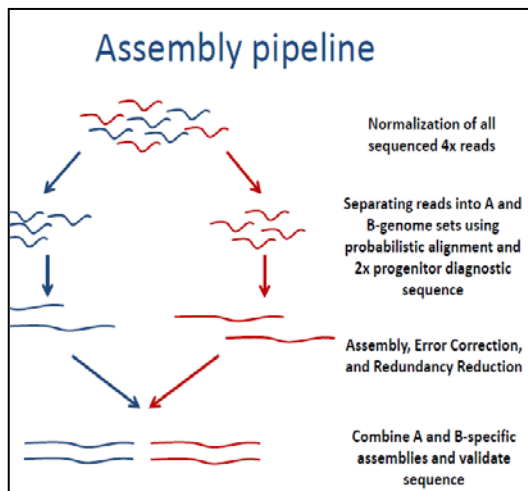 Assembly pipeline
Normalization of all
sequenced 4x reads
Separating reads into A and
B-genome sets using
probabilistic alignment and
2x progenitor diagnostic
sequence
Assembly, Error Correction,
and Redundancy Reduction
Combine A and B-specific
assemblies and validate
sequence